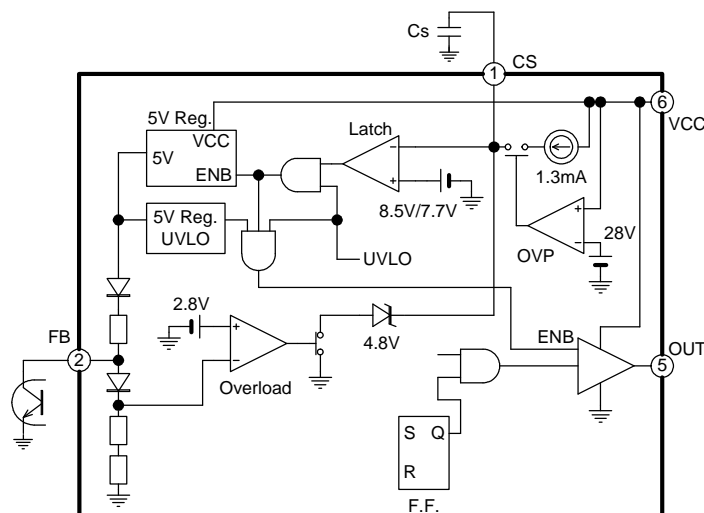 Cs
1 CS
6
VCC
5V Reg.
VCC
5V
ENB
Latch
8.5V/7.7V
1.3mA
5V Reg.
UVLO
UVLO
OVP
28V
2.8V
4.8V
Overload
FB
2
ENB
OUT
5
S Q
R
F.F.